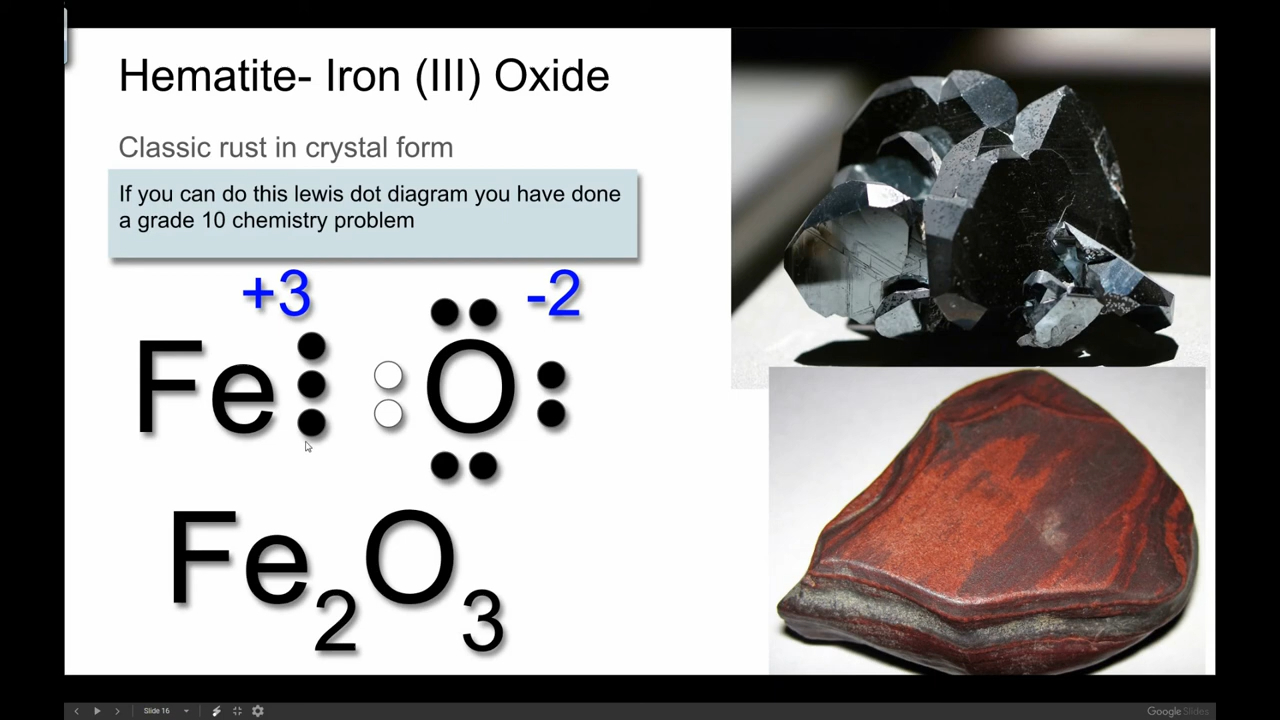 Hematite- Iron (III) Oxide
Classic rust in crystal form
If you can do this lewis dot diagram you have done
a grade 10 chemistry problem
+3 -2
Fe O
Fe2O3
Slide 16
Google Slides